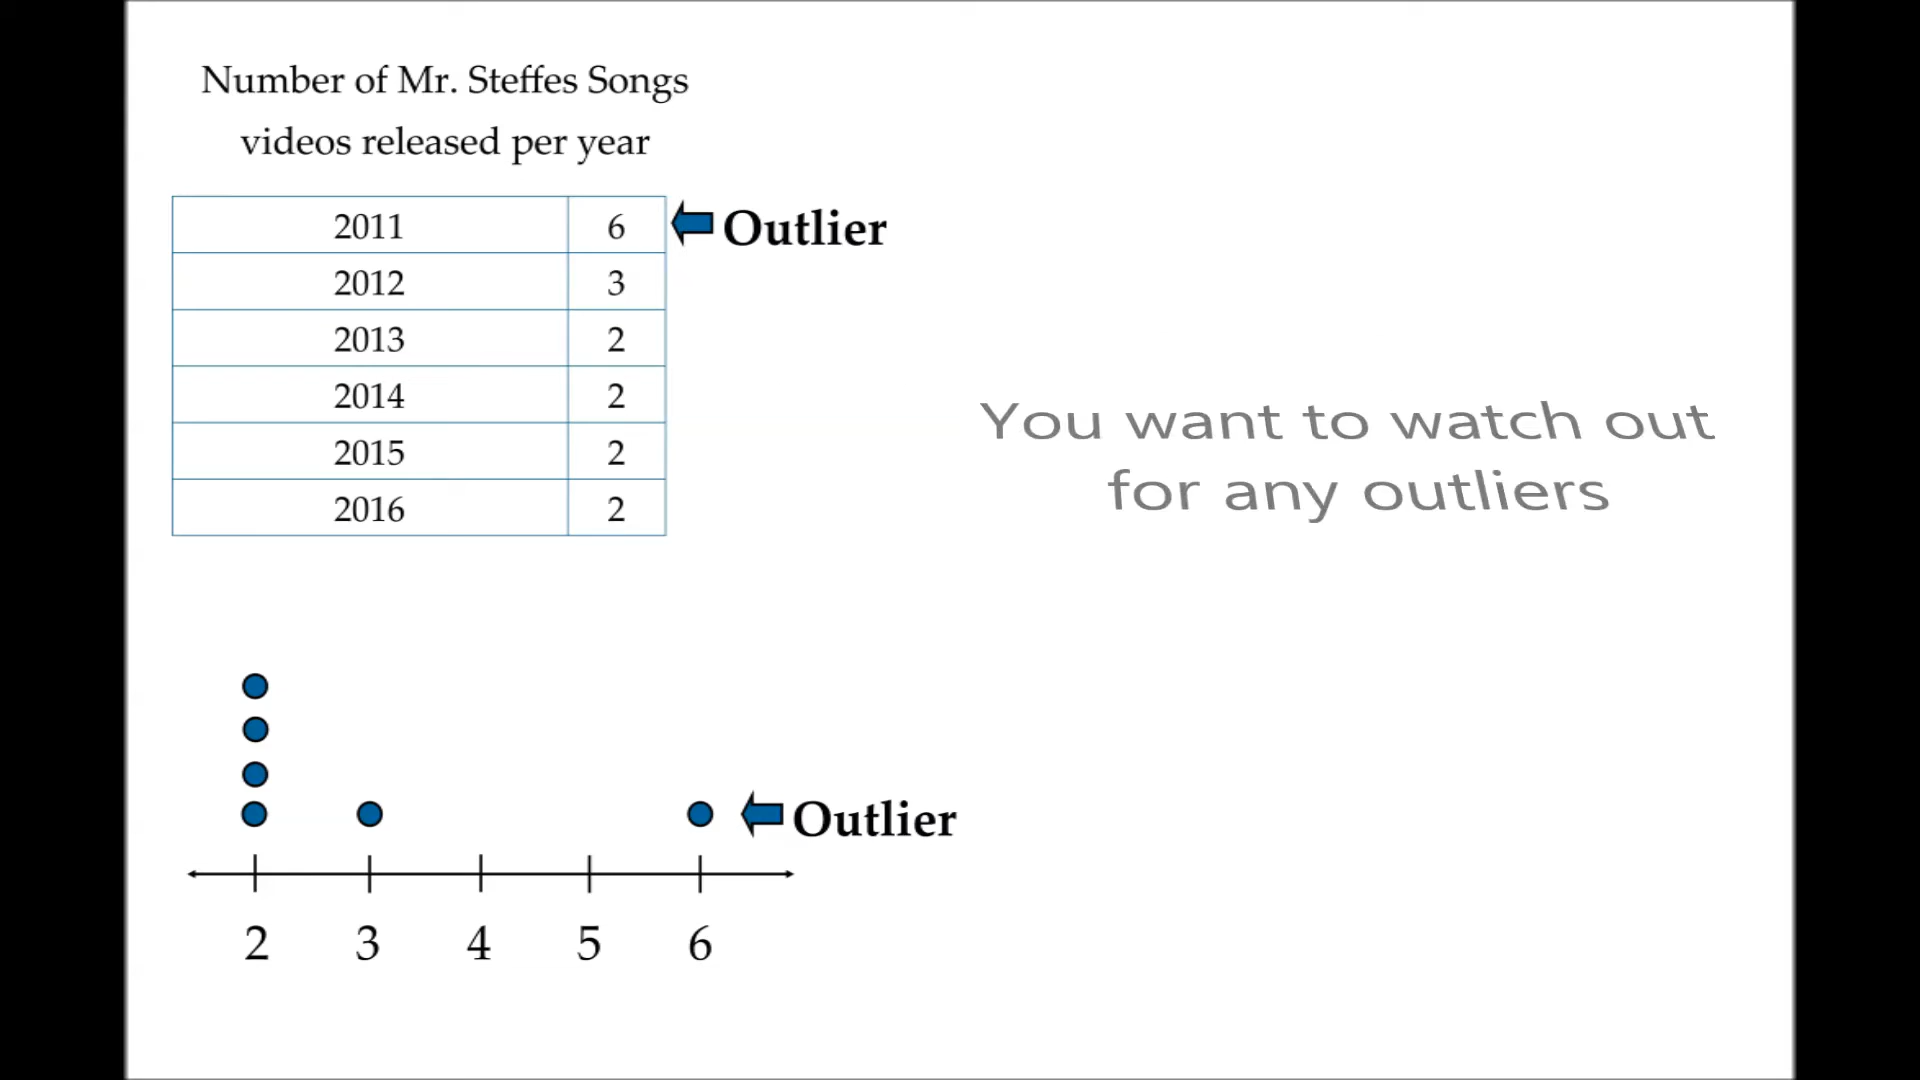 Number of Mr. Steffes Songs
videos released per year
2011 6 Outlier
2012 3
2013 2
2014 2
2015 2
2016 2
You want to watch out
for any outliers
Outlier
2 3 4 5 6